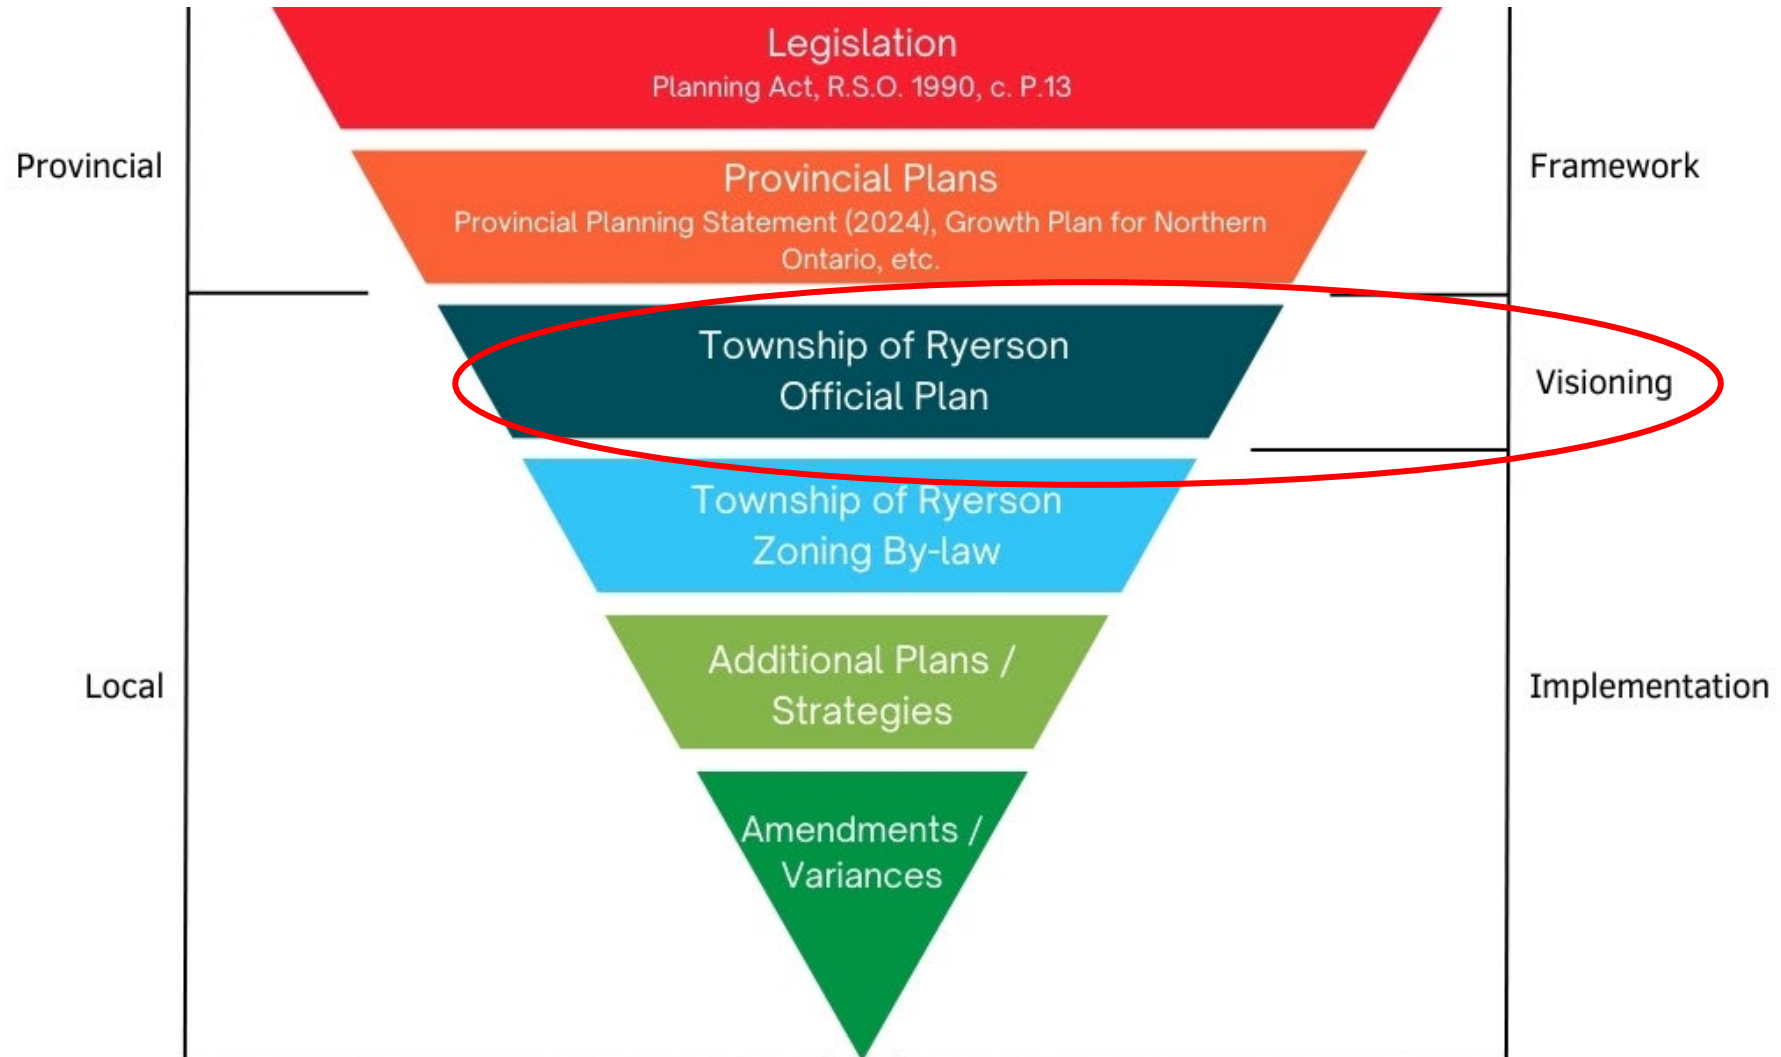 Legislation
Planning Act, R.S.O. 1990, c. P.13
Provincial
Framework
Provincial Plans
Provincial Planning Statement (2024), Growth Plan for Northern
Ontario, etc.
Township of Ryerson
Official Plan
Visioning
Township of Ryerson
Zoning By-law
Additional Plans /
Strategies
Local
Implementation
Amendments /
Variances